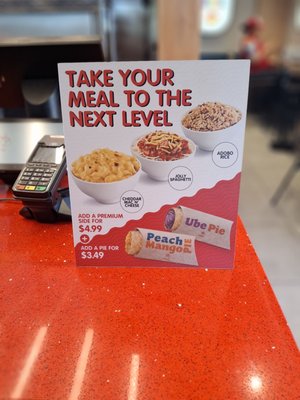 TAKE YOUR
MEAL TO THE
NEXT LEVEL
CHEDDAR
MAC 'N'
CHEESE
JOLLY
SPAGHETTI
ADOBO
RICE
ADD A PREMIUM
SIDE FOR
$4.99
ADD A PIE FOR
$3.49
Ube Pie
Peach
Mango PIE